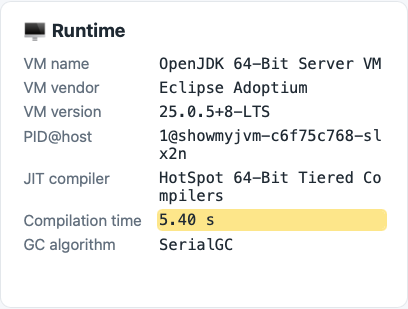 Runtime
VM name OpenJDK 64-Bit Server VM
VM vendor Eclipse Adoptium
VM version 25.0.5+8-LTS
PID@host 1@showmyjvm-c6f75c768-sl
x2n
JIT compiler HotSpot 64-Bit Tiered Co
mpilers
Compilation time 5.40 s
GC algorithm SerialGC